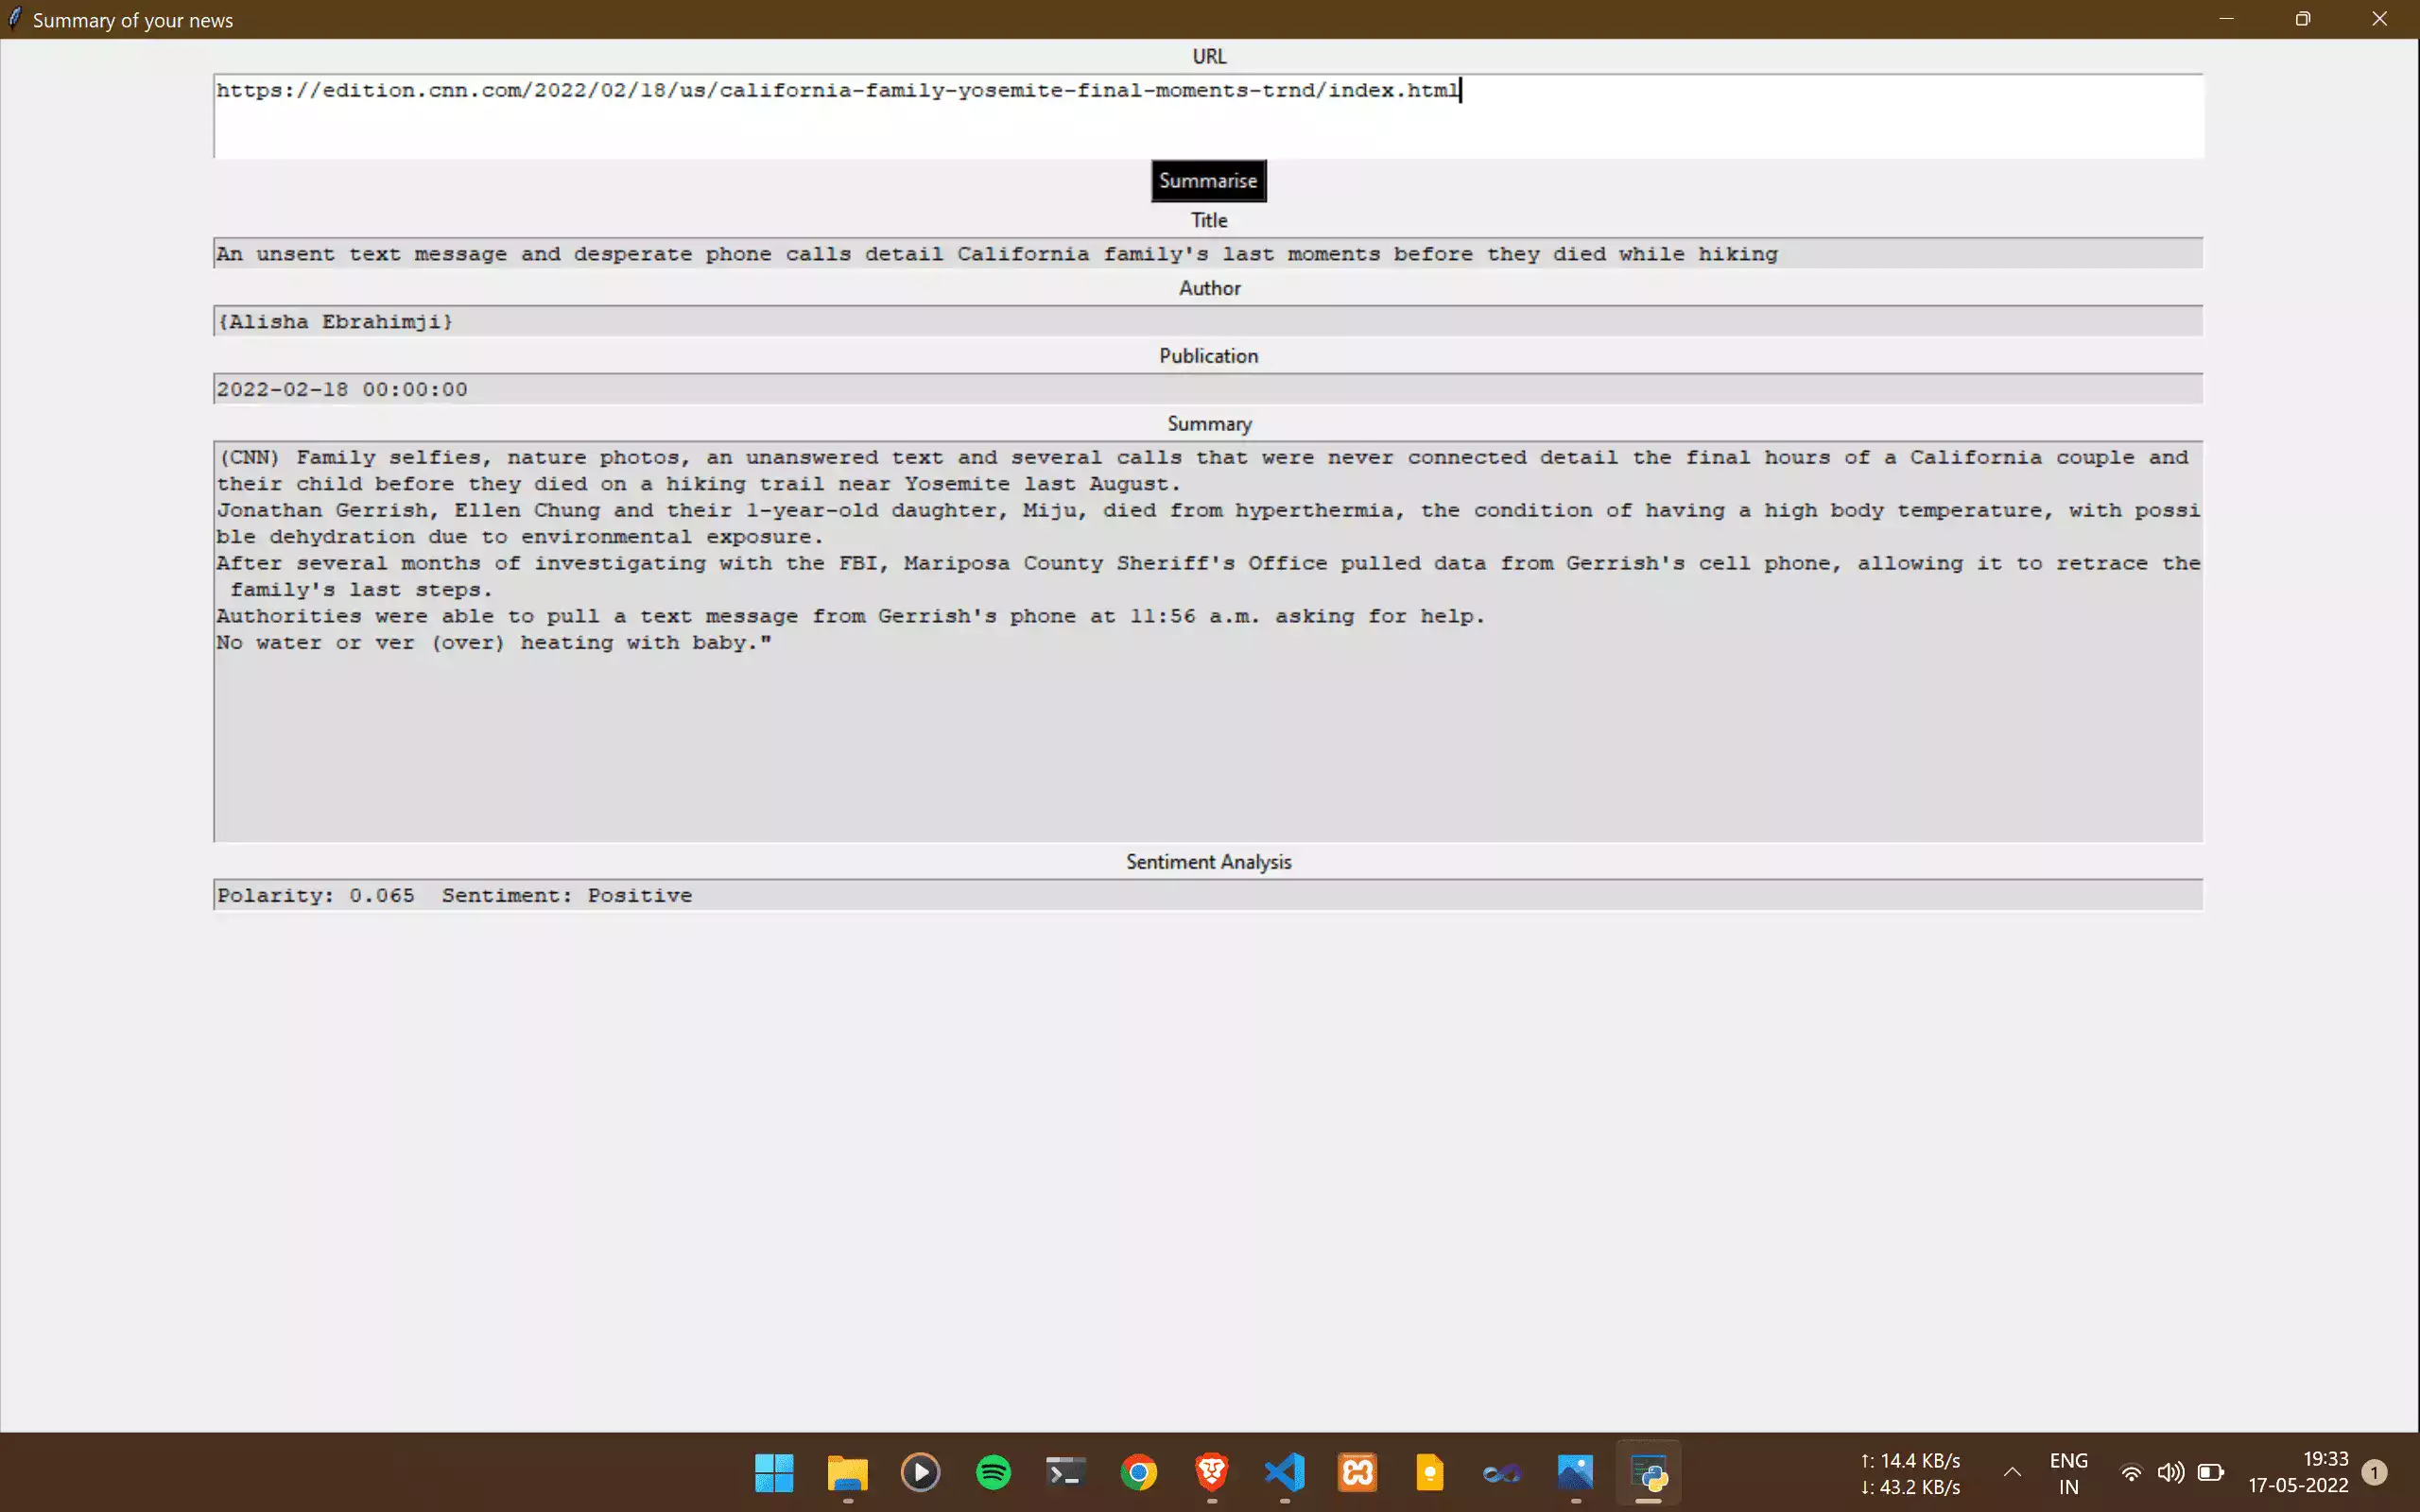 Summary of your news
URL
https://edition.cnn.com/2022/02/18/us/california-family-yosemite-final-moments-trnd/index.html
Summarise
Title
An unsent text message and desperate phone calls detail California family's last moments before they died while hiking
Author
{Alisha Ebrahimji}
Publication
2022-02-18 00:00:00
Summary
(CNN) Family selfies, nature photos, an unanswered text and several calls that were never connected detail the final hours of a California couple and
their child before they died on a hiking trail near Yosemite last August.
Jonathan Gerrish, Ellen Chung and their 1-year-old daughter, Miju, died from hyperthermia, the condition of having a high body temperature, with possi
ble dehydration due to environmental exposure.
After several months of investigating with the FBI, Mariposa County Sheriff's Office pulled data from Gerrish's cell phone, allowing it to retrace the
family's last steps.
Authorities were able to pull a text message from Gerrish's phone at 11:56 a.m. asking for help.
No water or ver (over) heating with baby."
Sentiment Analysis
Polarity: 0.065  Sentiment: Positive
↑: 14.4 KB/s
↓: 43.2 KB/s
ENG
IN
19:33
17-05-2022
1